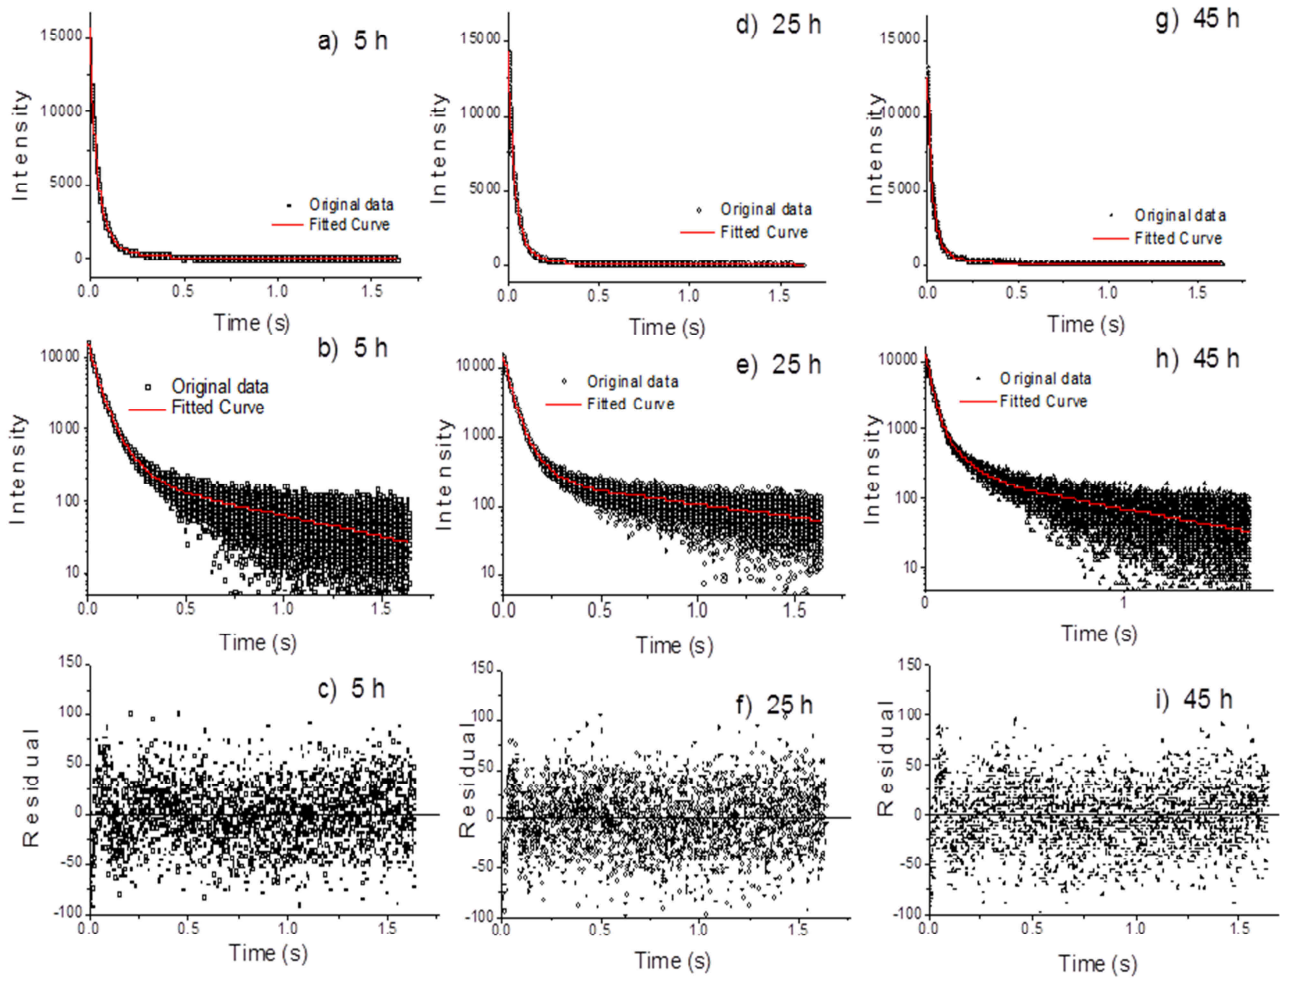 a) 5 h
15000
10000
5000
0
Intensity
Original data
Fitted Curve
0.0 0.5 1.0 1.5
Time (s)
d) 25 h
15000
10000
5000
0
Intensity
Original data
Fitted Curve
0.0 0.5 1.0 1.5
Time (s)
g) 45 h
15000
10000
5000
0
Intensity
Original data
Fitted Curve
0.0 0.5 1.0 1.5
Time (s)
b) 5 h
10000
1000
100
10
Intensity
Original data
Fitted Curve
0.0 0.5 1.0 1.5
Time (s)
e) 25 h
10000
1000
100
10
Intensity
Original data
Fitted Curve
0.0 0.5 1.0 1.5
Time (s)
h) 45 h
10000
1000
100
10
Intensity
Original data
Fitted Curve
0 1
Time (s)
c) 5 h
150
100
50
0
-50
-100
Residual
0.0 0.5 1.0 1.5
Time (s)
f) 25 h
150
100
50
0
-50
-100
Residual
0.0 0.5 1.0 1.5
Time (s)
i) 45 h
150
100
50
0
-50
-100
Residual
0.0 0.5 1.0 1.5
Time (s)